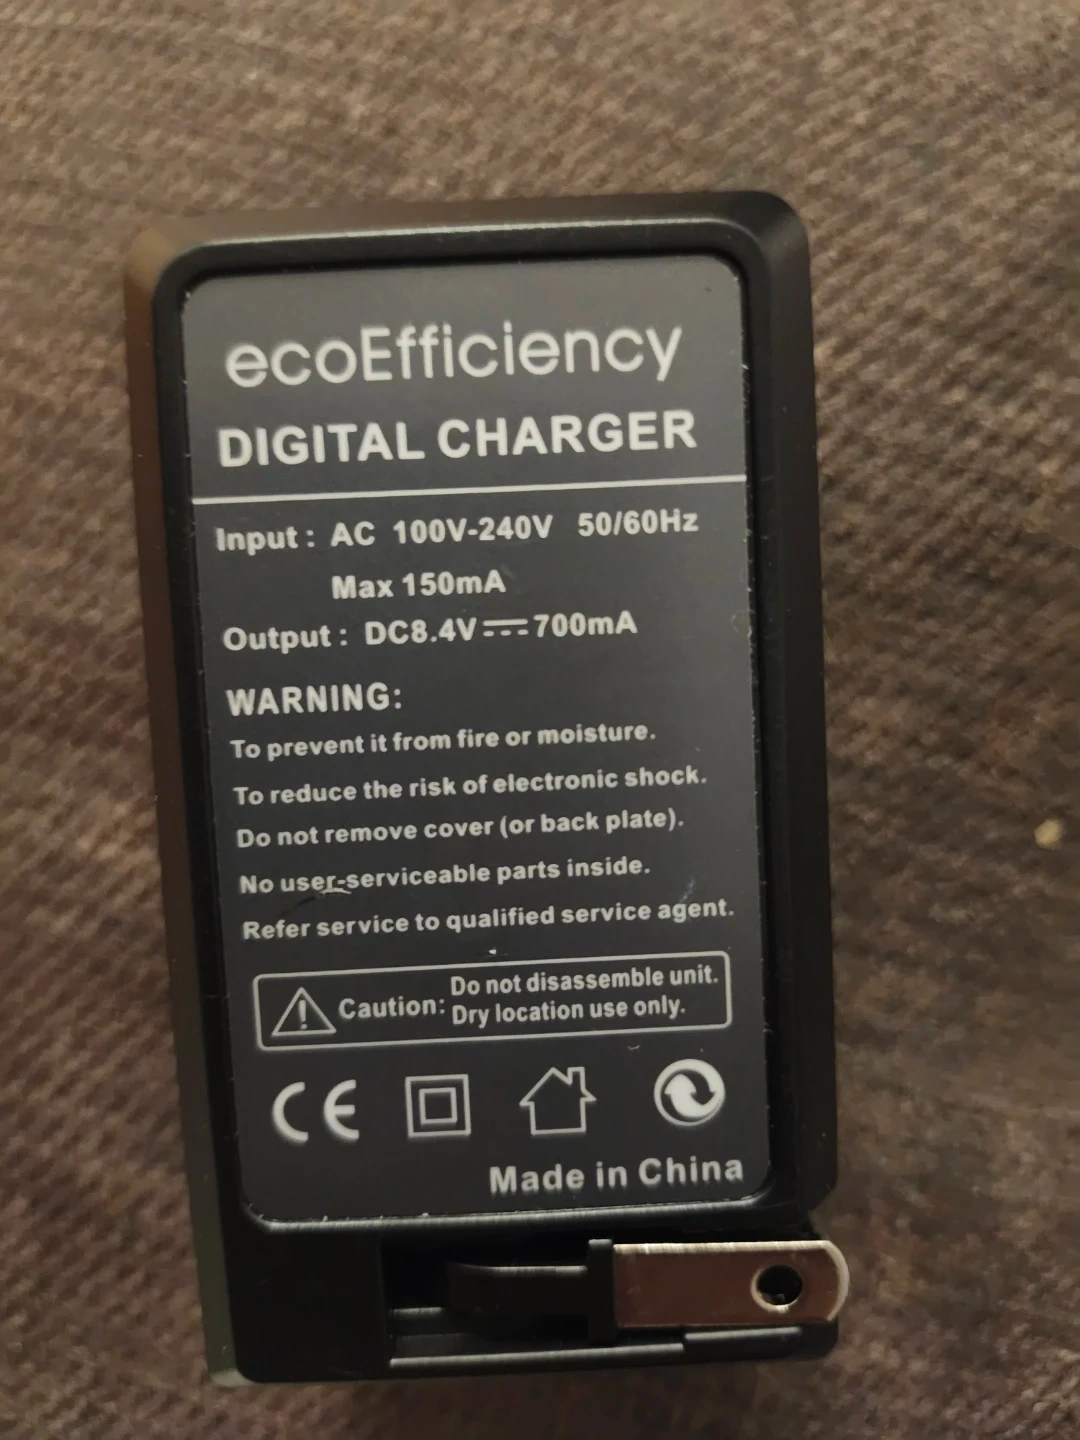 ecoEfficiency
DIGITAL CHARGER
Input : AC 100V-240V 50/60Hz
Max 150mA
Output : DC8.4V⎓700mA
WARNING:
To prevent it from fire or moisture.
To reduce the risk of electronic shock.
Do not remove cover (or back plate).
No user-serviceable parts inside.
Refer service to qualified service agent.
Caution: Do not disassemble unit.
Dry location use only.
CE
Made in China